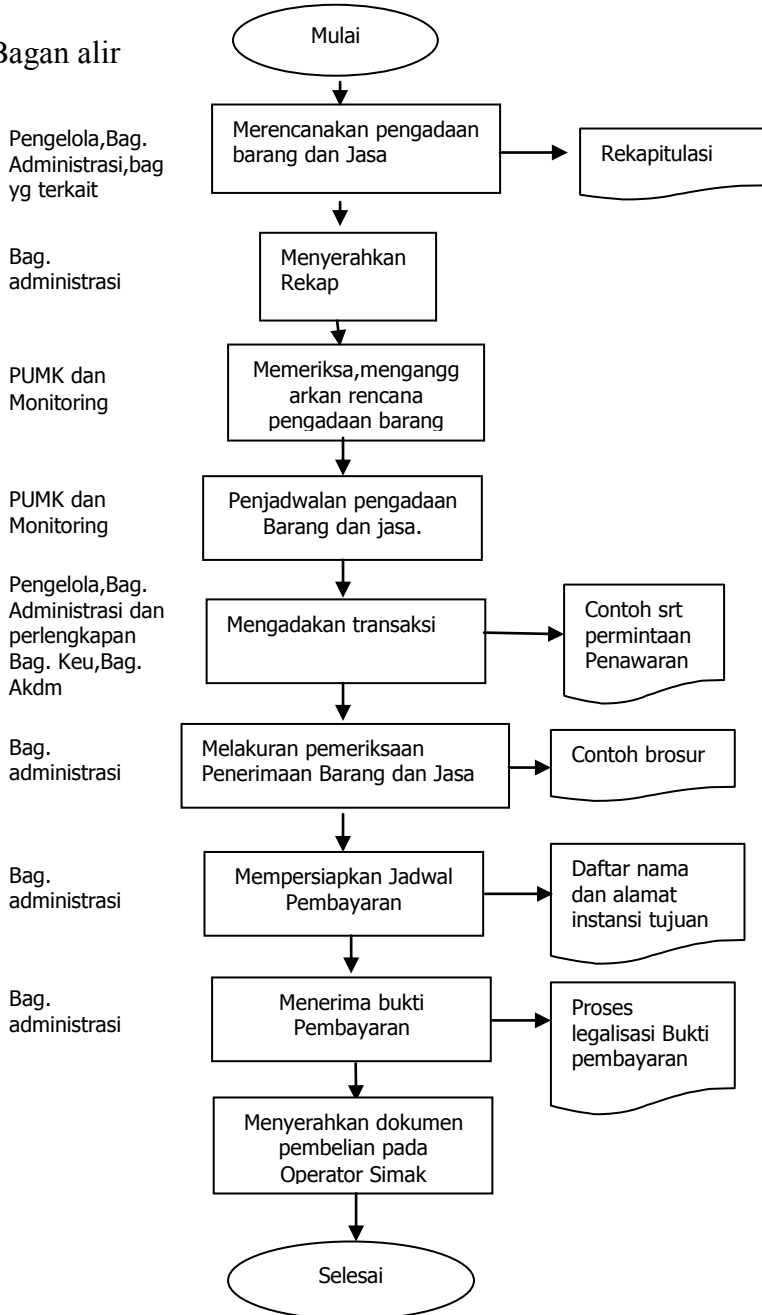 Mulai
Bagan alir
Pengelola,Bag.
Administrasi,bag
yg terkait
Merencanakan pengadaan
barang dan Jasa
Rekapitulasi
Bag.
administrasi
Menyerahkan
Rekap
PUMK dan
Monitoring
Memeriksa,mengangg
arkan rencana
pengadaan barang
PUMK dan
Monitoring
Penjadwalan pengadaan
Barang dan jasa.
Pengelola,Bag.
Administrasi dan
perlengkapan
Bag. Keu,Bag.
Akdm
Mengadakan transaksi
Contoh srt
permintaan
Penawaran
Bag.
administrasi
Melakuran pemeriksaan
Penerimaan Barang dan Jasa
Contoh brosur
Bag.
administrasi
Mempersiapkan Jadwal
Pembayaran
Daftar nama
dan alamat
instansi tujuan
Bag.
administrasi
Menerima bukti
Pembayaran
Proses
legalisasi Bukti
pembayaran
Menyerahkan dokumen
pembelian pada
Operator Simak
Selesai